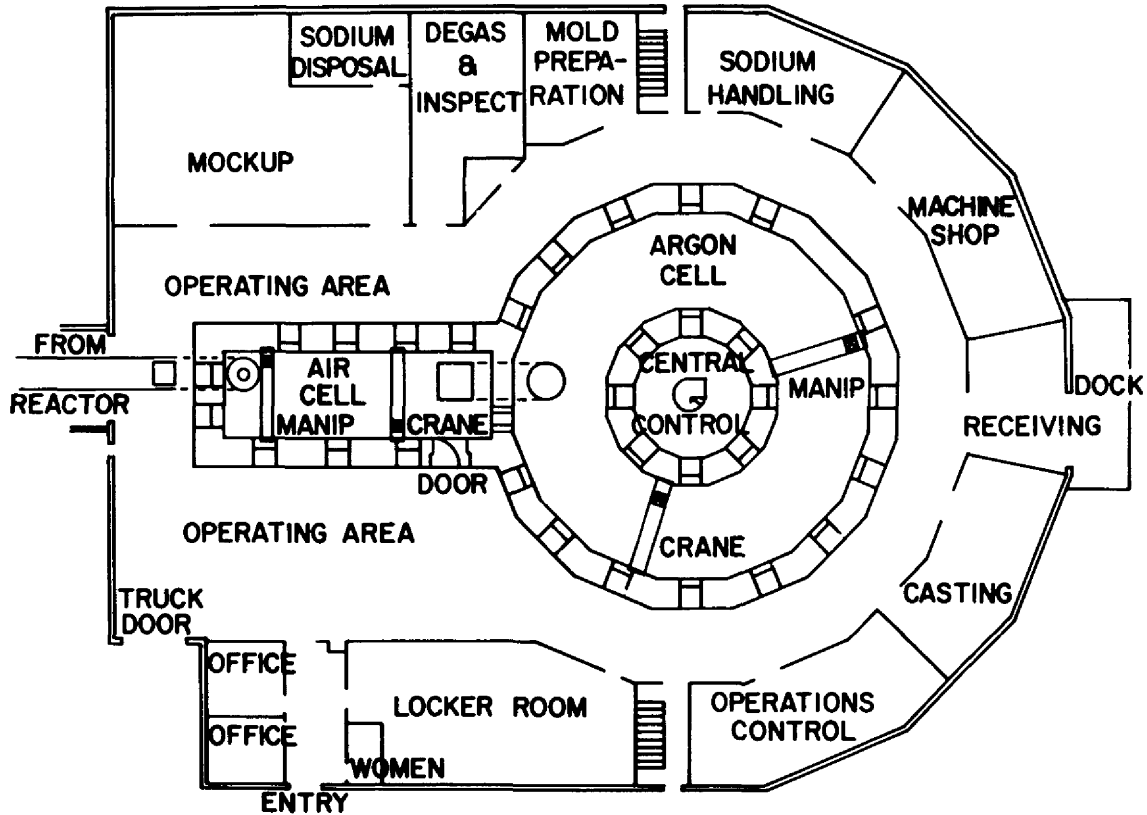 SODIUM
DISPOSAL
DEGAS
&
INSPECT
MOLD
PREPA-
RATION
SODIUM
HANDLING
MOCKUP
MACHINE
SHOP
ARGON
CELL
OPERATING AREA
FROM
REACTOR
AIR
CELL
MANIP
CRANE
DOOR
CENTRAL
CONTROL
MANIP
DOCK
RECEIVING
OPERATING AREA
CRANE
CASTING
TRUCK
DOOR
OFFICE
OFFICE
LOCKER ROOM
OPERATIONS
CONTROL
WOMEN
ENTRY